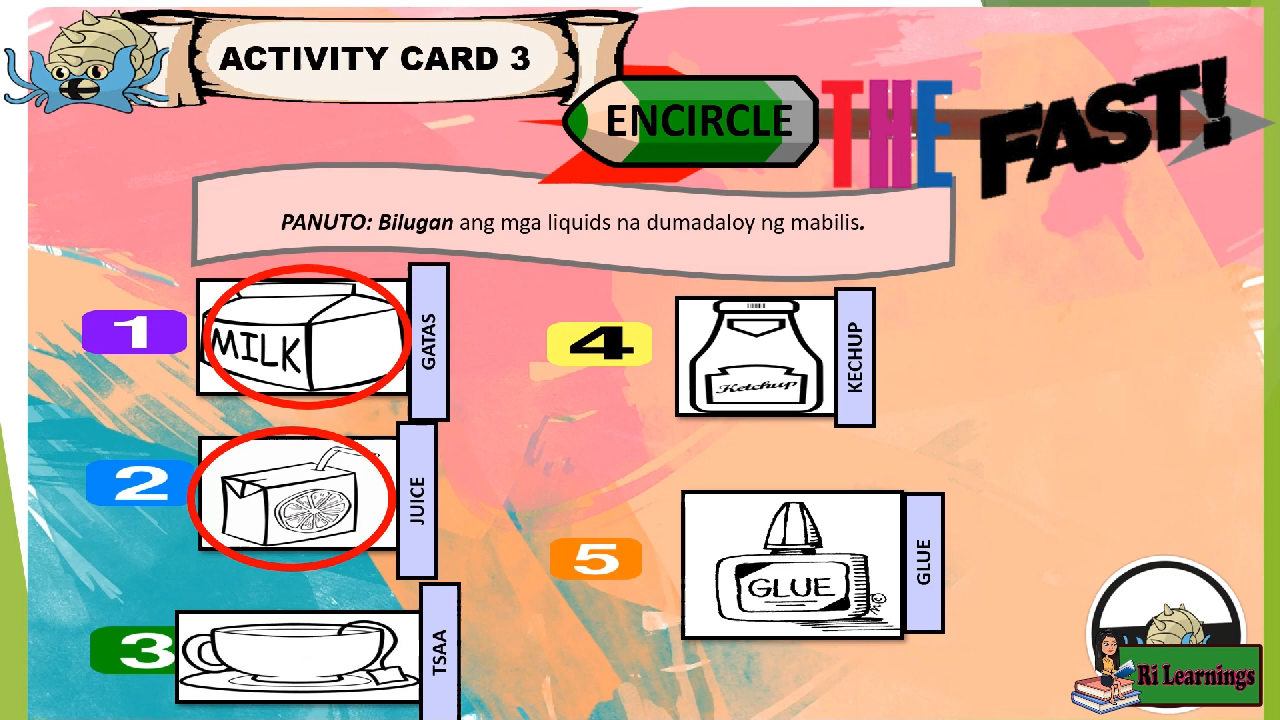 ACTIVITY CARD 3
ENCIRCLE THE FAST!
PANUTO: Bilugan ang mga liquids na dumadaloy ng mabilis.
1
MILK
GATAS
2
JUICE
3
TSAA
4
Ketchup
KECHUP
5
GLUE
GLUE
Ri Learnings